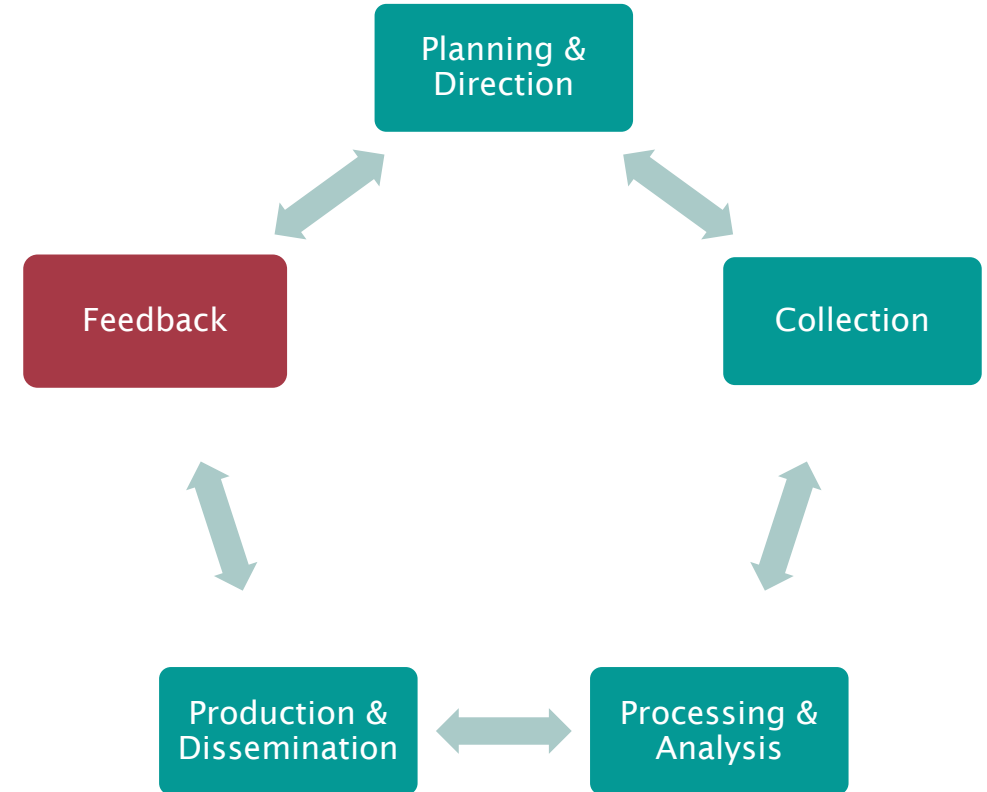 Planning &
Direction
Feedback
Collection
Production &
Dissemination
Processing &
Analysis